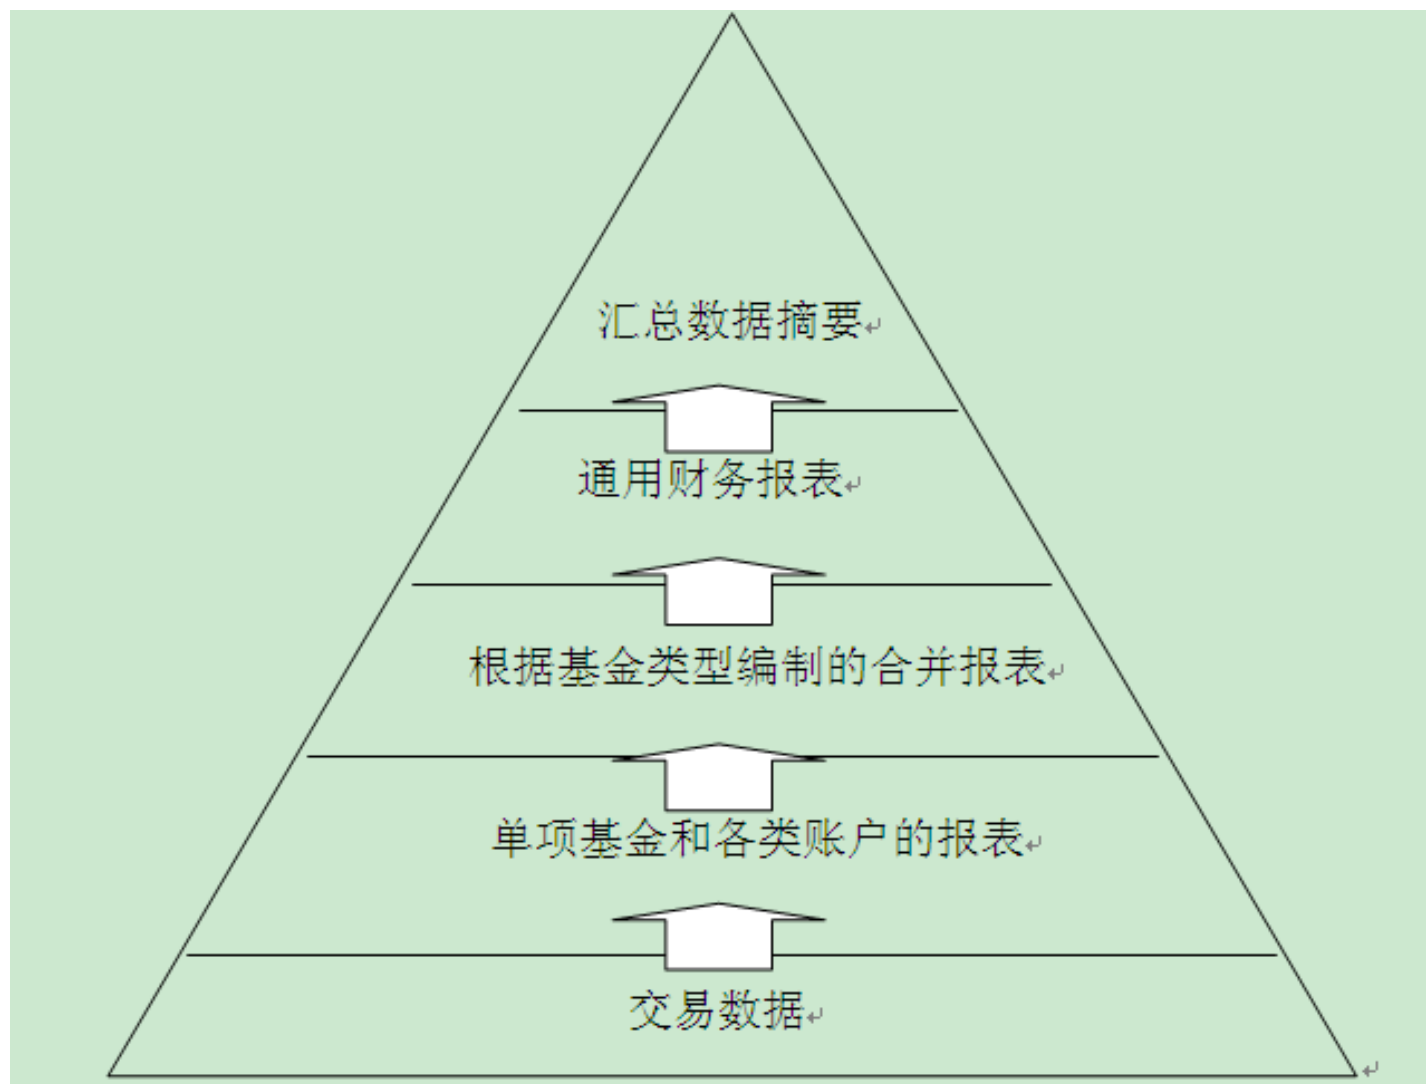 汇总数据摘要
通用财务报表
根据基金类型编制的合并报表
单项基金和各类账户的报表
交易数据